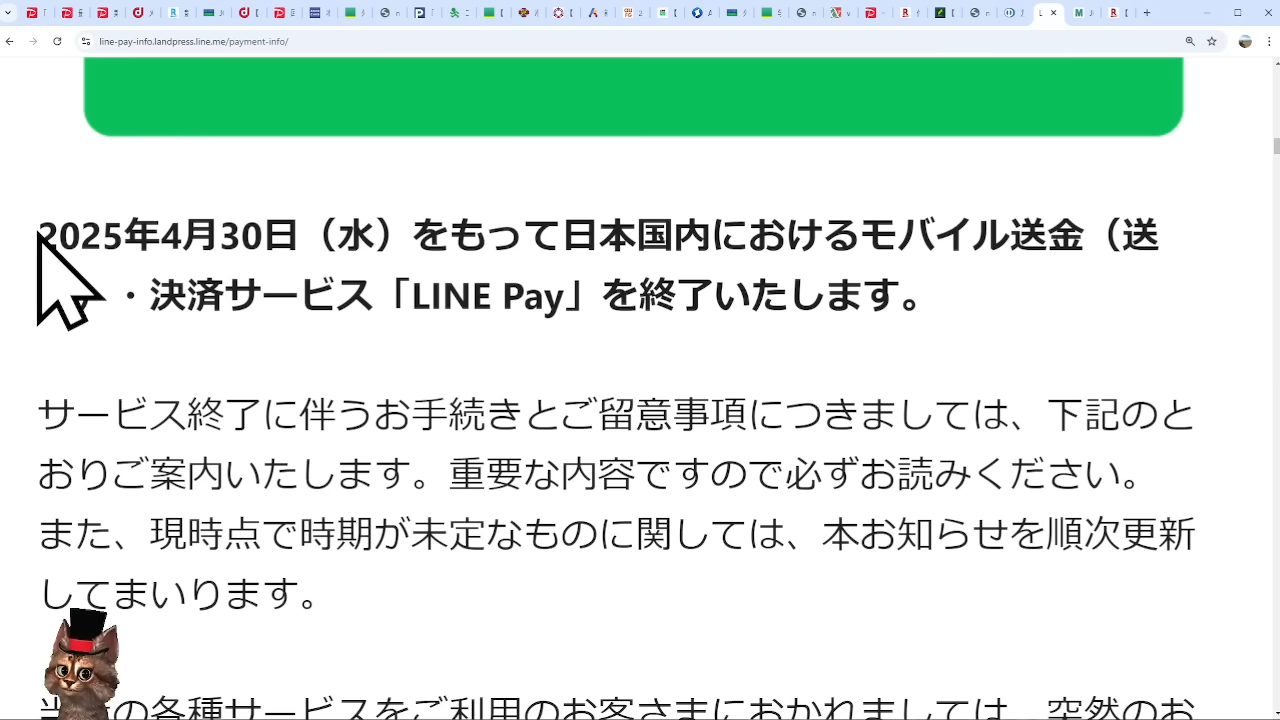 line-pay-info.landpress.line.me/payment-info/
2025年4月30日（水）をもって日本国内におけるモバイル送金（送
・決済サービス「LINE Pay」を終了いたします。
サービス終了に伴うお手続きとご留意事項につきましては、下記のと
おりご案内いたします。重要な内容ですので必ずお読みください。
また、現時点で時期が未定なものに関しては、本お知らせを順次更新
してまいります。
の各種サービスをご利用のお客さまにおかれましては、突然のお